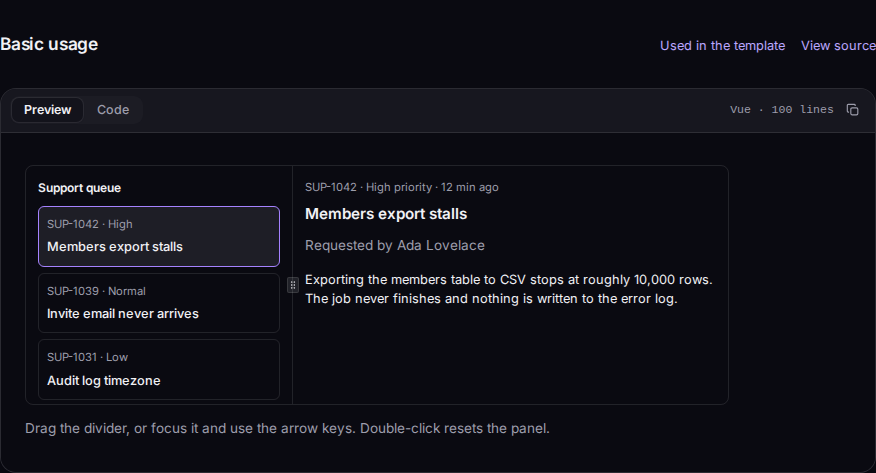 Basic usage
Used in the template View source
Preview Code
Vue · 100 lines
Support queue
SUP-1042 · High
Members export stalls
SUP-1039 · Normal
Invite email never arrives
SUP-1031 · Low
Audit log timezone
SUP-1042 · High priority · 12 min ago
Members export stalls
Requested by Ada Lovelace
Exporting the members table to CSV stops at roughly 10,000 rows.
The job never finishes and nothing is written to the error log.
Drag the divider, or focus it and use the arrow keys. Double-click resets the panel.